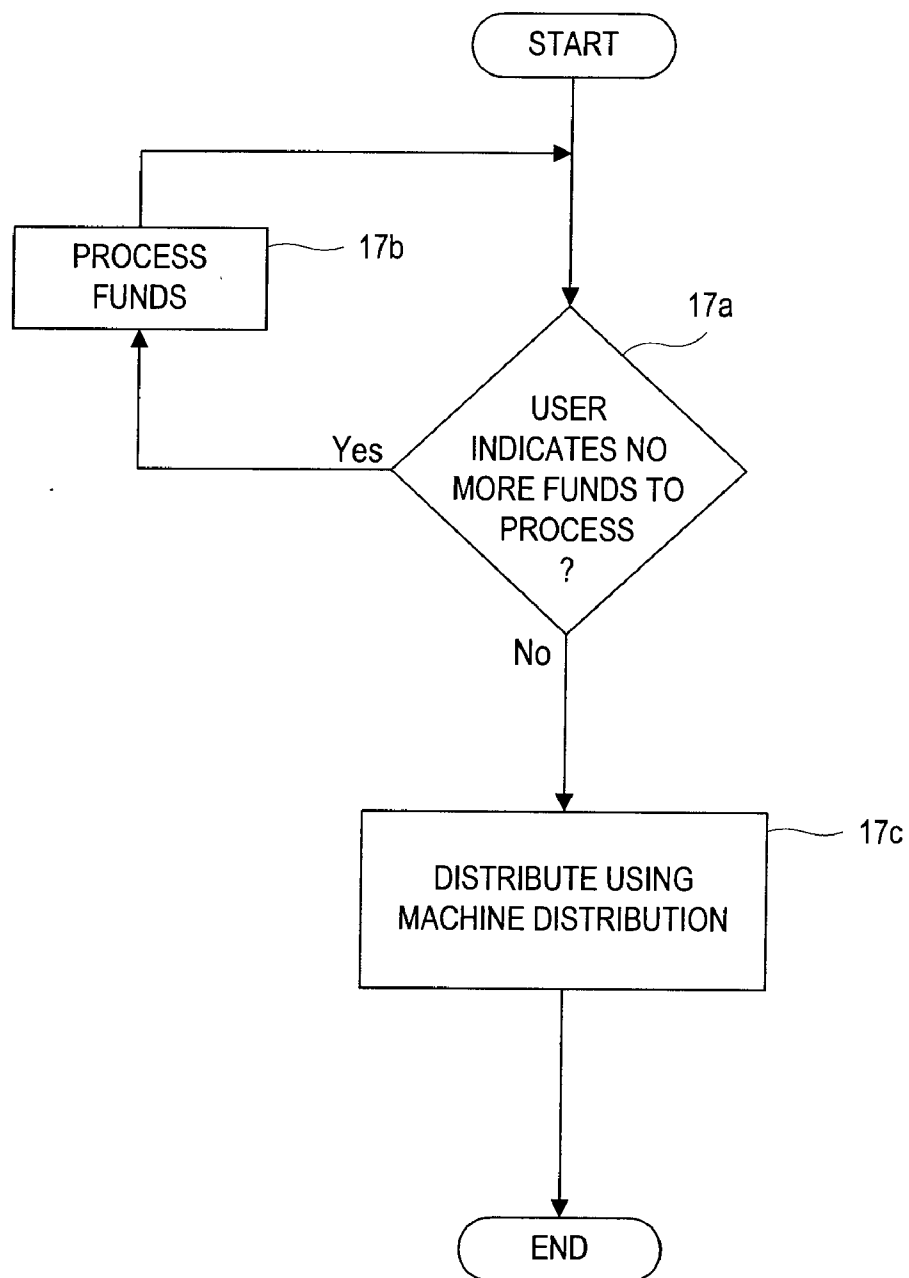 START
PROCESS
FUNDS
17b
17a
USER
INDICATES NO
MORE FUNDS TO
PROCESS
?
Yes
No
17c
DISTRIBUTE USING
MACHINE DISTRIBUTION
END